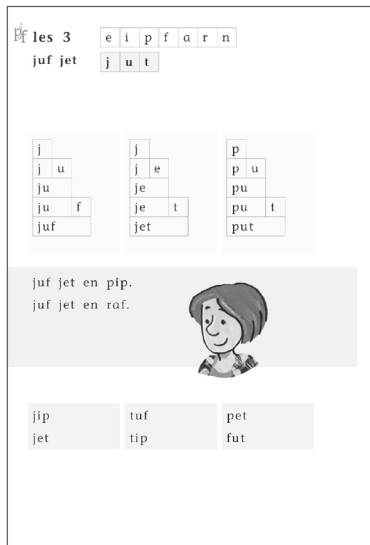 pf les 3 e i p f a r n
juf jet j u t
j
j u
ju
ju f
juf
j
j e
je
je t
jet
p
p u
pu
pu t
put
juf jet en pip.
juf jet en raf.
jip tuf pet
jet tip fut